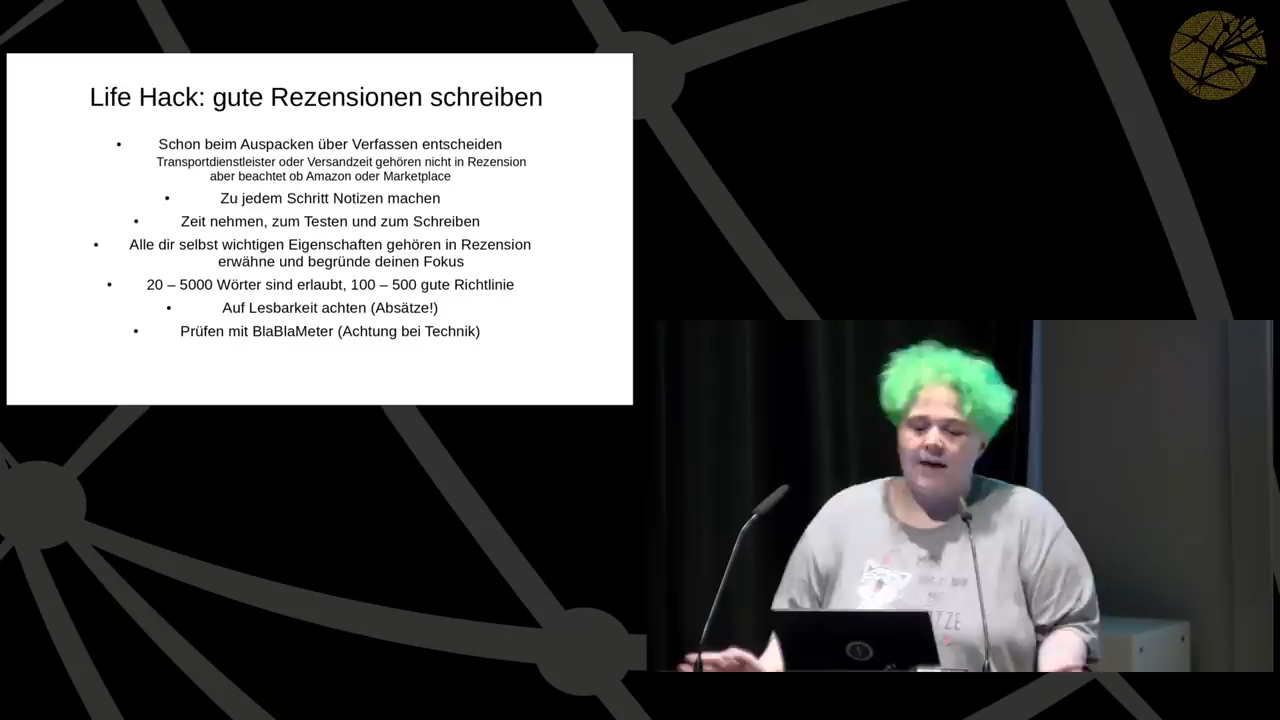 Life Hack: gute Rezensionen schreiben
• Schon beim Auspacken über Verfassen entscheiden
Transportdienstleister oder Versandzeit gehören nicht in Rezension
aber beachtet ob Amazon oder Marketplace
• Zu jedem Schritt Notizen machen
• Zeit nehmen, zum Testen und zum Schreiben
• Alle dir selbst wichtigen Eigenschaften gehören in Rezension
erwähne und begründe deinen Fokus
• 20 – 5000 Wörter sind erlaubt, 100 – 500 gute Richtlinie
• Auf Lesbarkeit achten (Absätze!)
• Prüfen mit BlaBlaMeter (Achtung bei Technik)